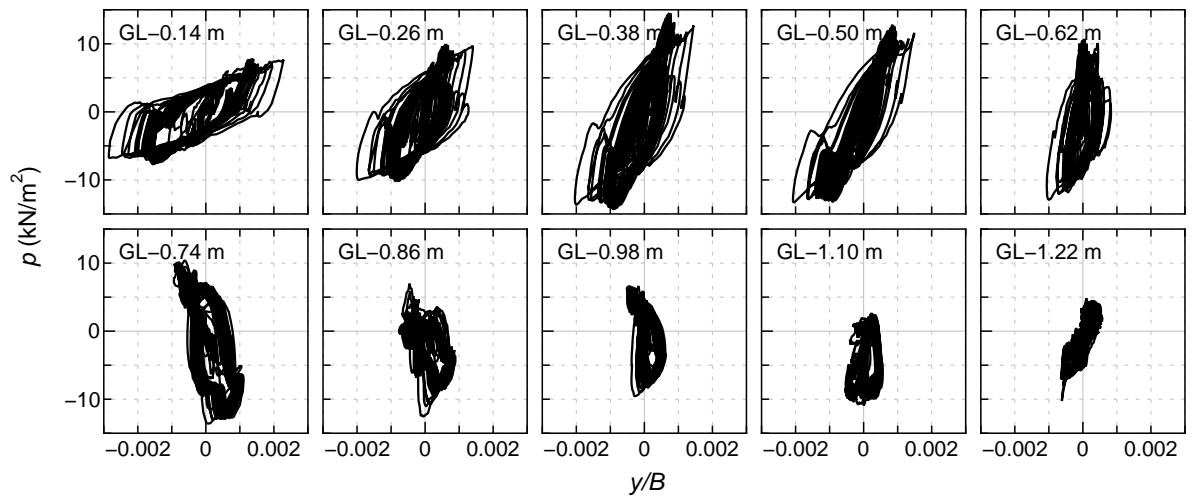 GL−0.14 m
GL−0.26 m
GL−0.38 m
GL−0.50 m
GL−0.62 m
10
0
−10
p (kN/m²)
GL−0.74 m
GL−0.86 m
GL−0.98 m
GL−1.10 m
GL−1.22 m
10
0
−10
−0.002 0 0.002
−0.002 0 0.002
−0.002 0 0.002
−0.002 0 0.002
−0.002 0 0.002
y/B